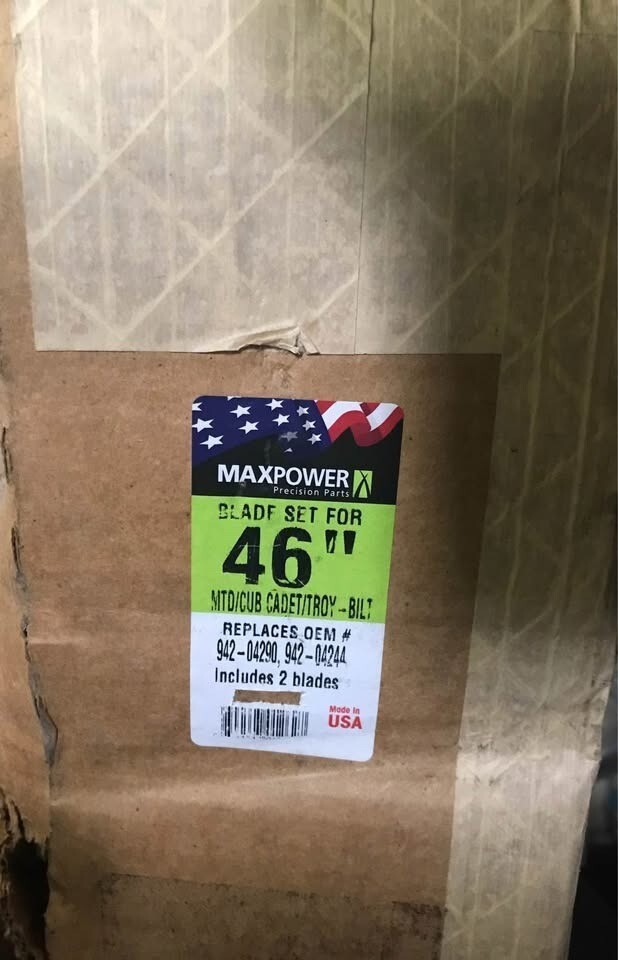 MAXPOWER
Precision Parts
BLADE SET FOR
46"
MTD/CUB CADET/TROY-BILT
REPLACES OEM #
942-04290, 942-04244
Includes 2 blades
Made in
USA